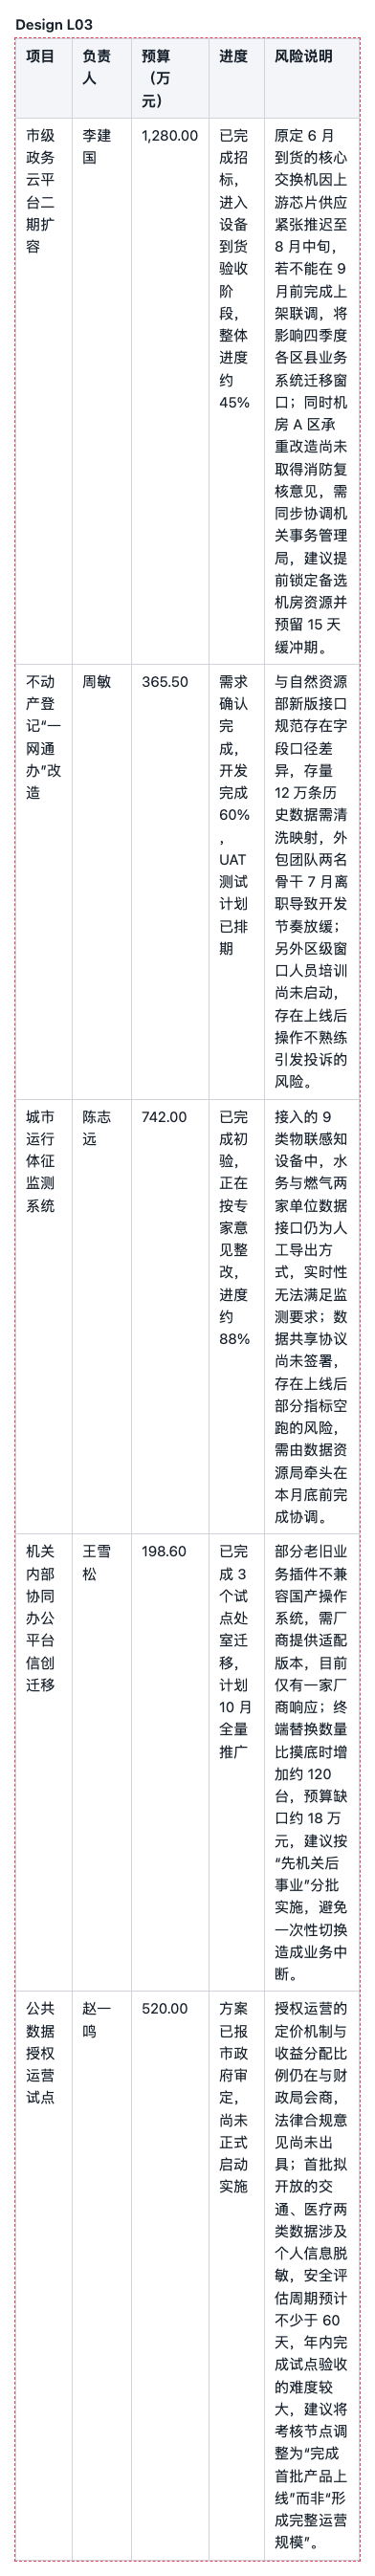 Design L03
项目
负责
人
预算
（万
元）
进度
风险说明
市级
政务
云平
台二
期扩
容
李建
国
1,280.00
已完
成招
标，
进入
设备
到货
验收
阶
段，
整体
进度
约
45%
原定 6 月
到货的核心
交换机因上
游芯片供应
紧张推迟至
8 月中旬，
若不能在 9
月前完成上
架联调，将
影响四季度
各区县业务
系统迁移窗
口；同时机
房 A 区承
重改造尚未
取得消防复
核意见，需
同步协调机
关事务管理
局，建议提
前锁定备选
机房资源并
预留 15 天
缓冲期。
不动
产登
记“一
网通
办”改
造
周敏
365.50
需求
确认
完
成，
开发
完成
60%
，
UAT
测试
计划
已排
期
与自然资源
部新版接口
规范存在字
段口径差
异，存量
12 万条历
史数据需清
洗映射，外
包团队两名
骨干 7 月离
职导致开发
节奏放缓；
另外区级窗
口人员培训
尚未启动，
存在上线后
操作不熟练
引发投诉的
风险。
城市
运行
体征
监测
系统
陈志
远
742.00
已完
成初
验，
正在
按专
家意
见整
改，
进度
约
88%
接入的 9
类物联感知
设备中，水
务与燃气两
家单位数据
接口仍为人
工导出方
式，实时性
无法满足监
测要求；数
据共享协议
尚未签署，
存在上线后
部分指标空
跑的风险，
需由数据资
源局牵头在
本月底前完
成协调。
机关
内部
协同
办公
平台
信创
迁移
王雪
松
198.60
已完
成 3
个试
点处
室迁
移，
计划
10 月
全量
推广
部分老旧业
务插件不兼
容国产操作
系统，需厂
商提供适配
版本，目前
仅有一家厂
商响应；终
端替换数量
比摸底时增
加约 120
台，预算缺
口约 18 万
元，建议按
“先机关后
事业”分批
实施，避免
一次性切换
造成业务中
断。
公共
数据
授权
运营
试点
赵一
鸣
520.00
方案
已报
市政
府审
定，
尚未
正式
启动
实施
授权运营的
定价机制与
收益分配比
例仍在与财
政局会商，
法律合规意
见尚未出
具；首批拟
开放的交
通、医疗两
类数据涉及
个人信息脱
敏，安全评
估周期预计
不少于 60
天，年内完
成试点验收
的难度较
大，建议将
考核节点调
整为“完成
首批产品上
线”而非“形
成完整运营
规模”。